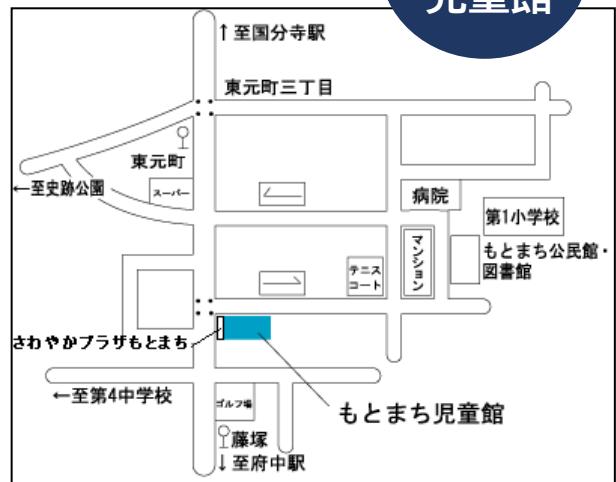 児童館
↑至国分寺駅
東元町三丁目
東元町
←至史跡公園
スーパー
病院
第1小学校
マンション
もとまち公民館・
図書館
テニス
コート
さわやかプラザもとまち
←至第4中学校
ゴルフ場
もとまち児童館
藤塚
↓至府中駅